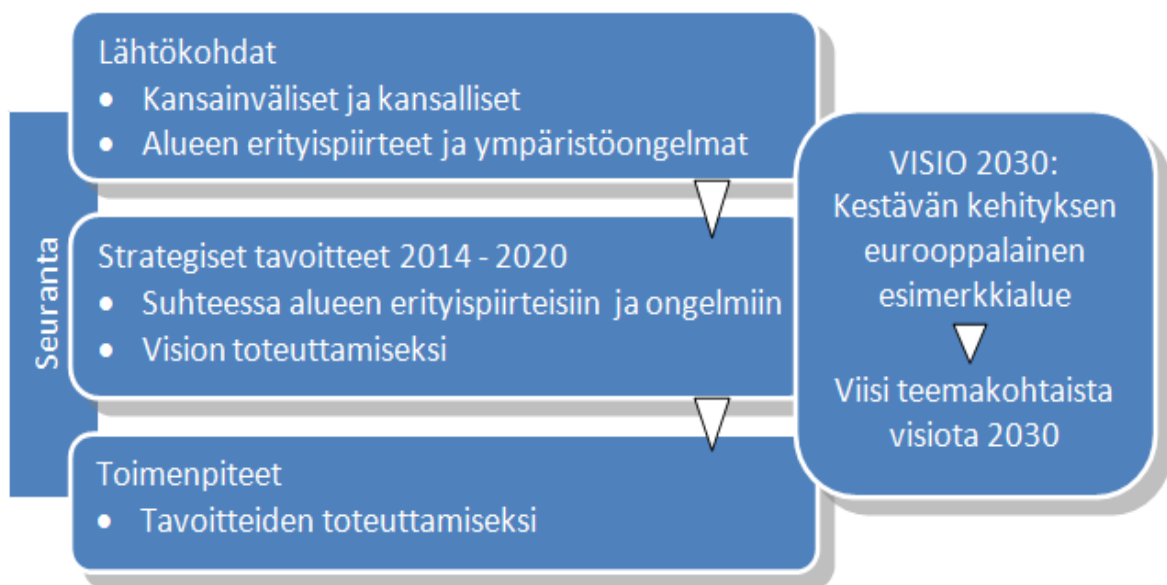 Seuranta
Lähtökohdat
• Kansainväliset ja kansalliset
• Alueen erityispiirteet ja ympäristöongelmat
Strategiset tavoitteet 2014 - 2020
• Suhteessa alueen erityispiirteisiin ja ongelmiin
• Vision toteuttamiseksi
Toimenpiteet
• Tavoitteiden toteuttamiseksi
VISIO 2030:
Kestävän kehityksen
eurooppalainen
esimerkkialue
Viisi teemakohtaista
visiota 2030